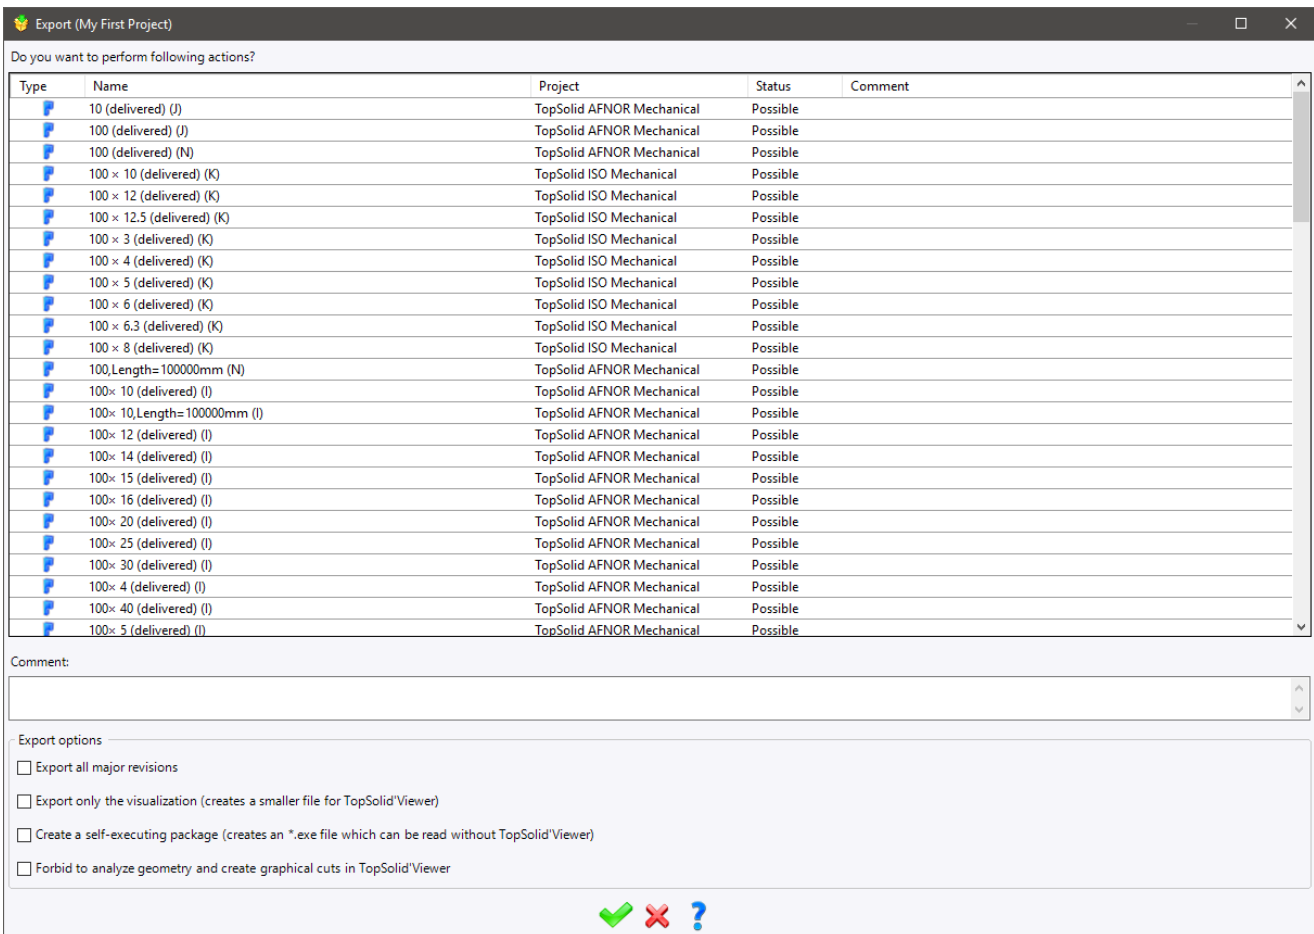 Export (My First Project)
Do you want to perform following actions?
Type Name Project Status Comment
10 (delivered) (J) TopSolid AFNOR Mechanical Possible
100 (delivered) (J) TopSolid AFNOR Mechanical Possible
100 (delivered) (N) TopSolid AFNOR Mechanical Possible
100 × 10 (delivered) (K) TopSolid ISO Mechanical Possible
100 × 12 (delivered) (K) TopSolid ISO Mechanical Possible
100 × 12.5 (delivered) (K) TopSolid ISO Mechanical Possible
100 × 3 (delivered) (K) TopSolid ISO Mechanical Possible
100 × 4 (delivered) (K) TopSolid ISO Mechanical Possible
100 × 5 (delivered) (K) TopSolid ISO Mechanical Possible
100 × 6 (delivered) (K) TopSolid ISO Mechanical Possible
100 × 6.3 (delivered) (K) TopSolid ISO Mechanical Possible
100 × 8 (delivered) (K) TopSolid ISO Mechanical Possible
100,Length=100000mm (N) TopSolid AFNOR Mechanical Possible
100× 10 (delivered) (I) TopSolid AFNOR Mechanical Possible
100× 10,Length=100000mm (I) TopSolid AFNOR Mechanical Possible
100× 12 (delivered) (I) TopSolid AFNOR Mechanical Possible
100× 14 (delivered) (I) TopSolid AFNOR Mechanical Possible
100× 15 (delivered) (I) TopSolid AFNOR Mechanical Possible
100× 16 (delivered) (I) TopSolid AFNOR Mechanical Possible
100× 20 (delivered) (I) TopSolid AFNOR Mechanical Possible
100× 25 (delivered) (I) TopSolid AFNOR Mechanical Possible
100× 30 (delivered) (I) TopSolid AFNOR Mechanical Possible
100× 4 (delivered) (I) TopSolid AFNOR Mechanical Possible
100× 40 (delivered) (I) TopSolid AFNOR Mechanical Possible
100× 5 (delivered) (I) TopSolid AFNOR Mechanical Possible
Comment:
Export options
Export all major revisions
Export only the visualization (creates a smaller file for TopSolid'Viewer)
Create a self-executing package (creates an *.exe file which can be read without TopSolid'Viewer)
Forbid to analyze geometry and create graphical cuts in TopSolid'Viewer